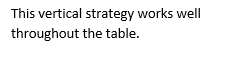 This vertical strategy works well
throughout the table.